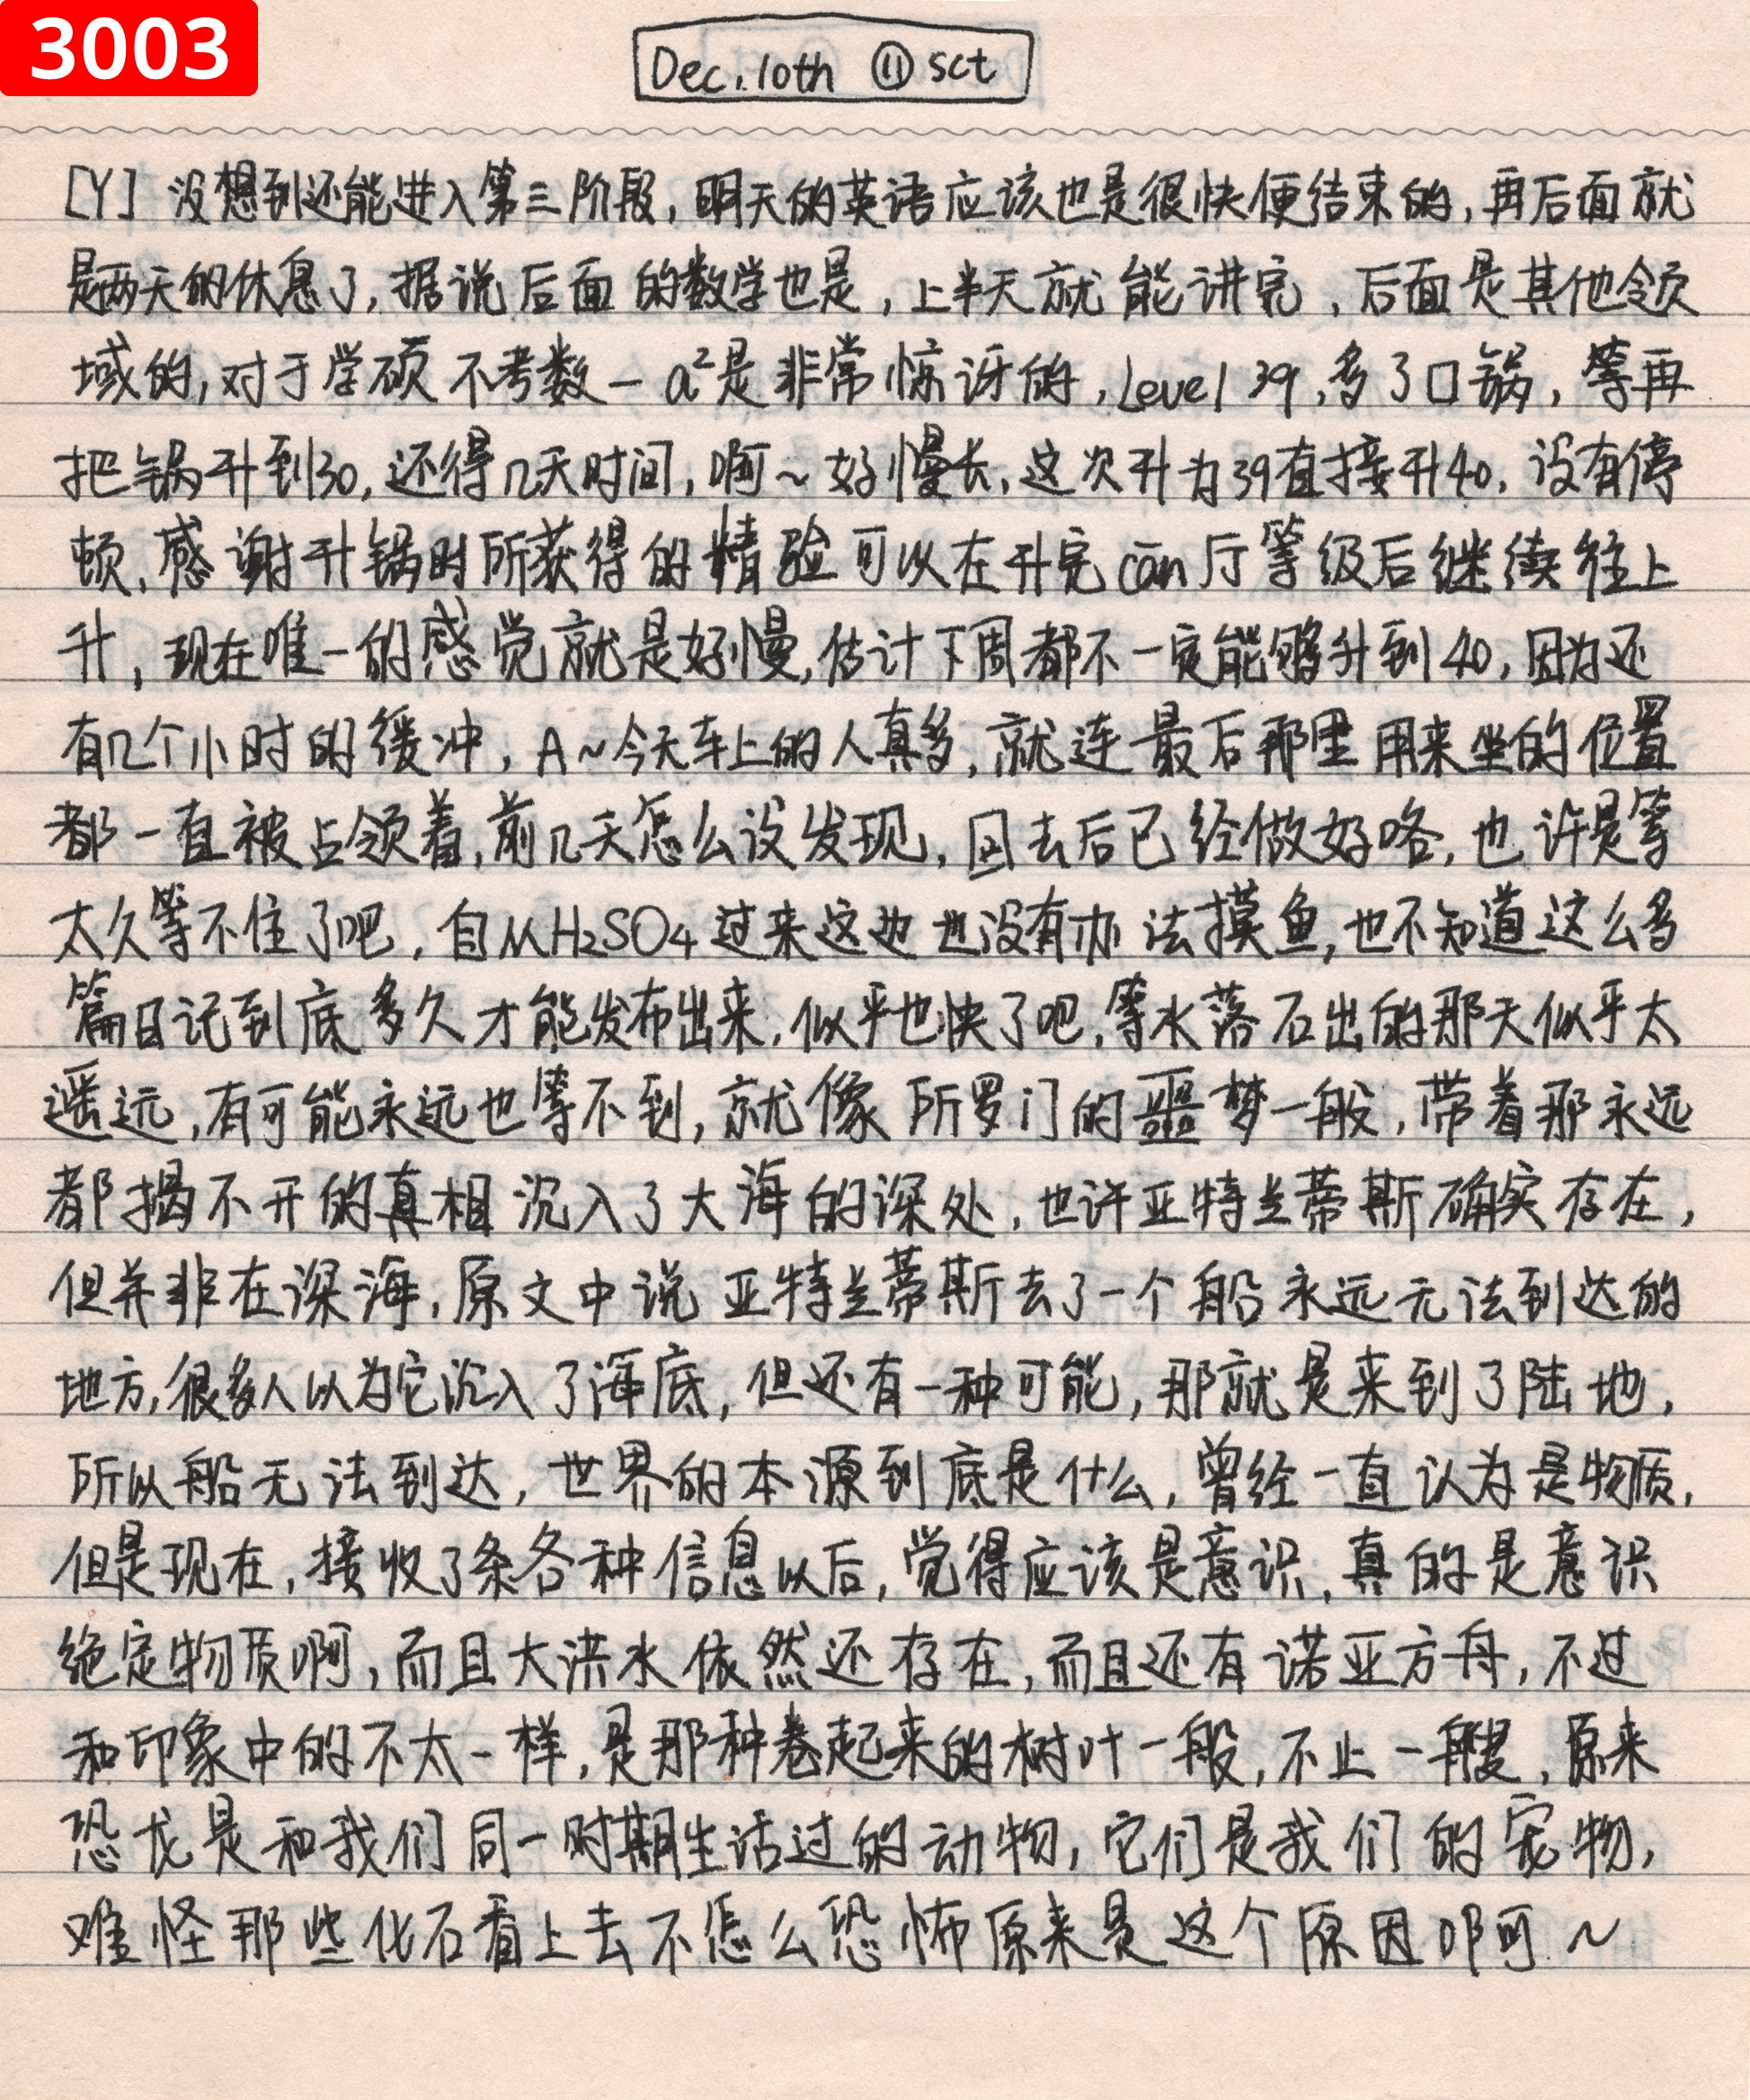 3003
Dec.10th ⑪ sct
[Y] 没想到还能进入第三阶段,明天的英语应该也是很快便结束的,再后面就
是两天的休息了,据说后面的数学也是,上半天就能讲完,后面是其他领
域的,对于学硕不考数一a²是非常惊讶的,Level 39,多了口锅,等再
把锅升到30,还得几天时间,啊~好慢长,这次升为39直接升40,没有停
顿,感谢升锅时所获得的精验可以在升完cān厅等级后继续往上
升,现在唯一的感觉就是好慢,估计下周都不一定能够升到40,因为还
有几个小时的缓冲,A~今天车上的人真多,就连最后那里用来坐的位置
都一直被占领着,前几天怎么没发现,回去后已经做好咯,也许是等
太久等不住了吧,自从H₂SO₄过来这边也没有办法摸鱼,也不知道这么多
篇日记到底多久才能发布出来,似乎也快了吧,等水落石出的那天似乎太
遥远,有可能永远也等不到,就像所罗门的噩梦一般,带着那永远
都揭不开的真相沉入了大海的深处,也许亚特兰蒂斯确实存在,
但并非在深海,原文中说亚特兰蒂斯去了一个船永远无法到达的
地方,很多人以为它沉入了海底,但还有一种可能,那就是来到了陆地,
所以船无法到达,世界的本源到底是什么,曾经一直认为是物质,
但是现在,接收了条各种信息以后,觉得应该是意识,真的是意识
绝定物质啊,而且大洪水依然还存在,而且还有诺亚方舟,不过
和印象中的不太一样,是那种卷起来的树叶一般,不止一艘,原来
恐龙是和我们同一时期生活过的动物,它们是我们的宠物,
难怪那些化石看上去不怎么恐怖原来是这个原因啊~